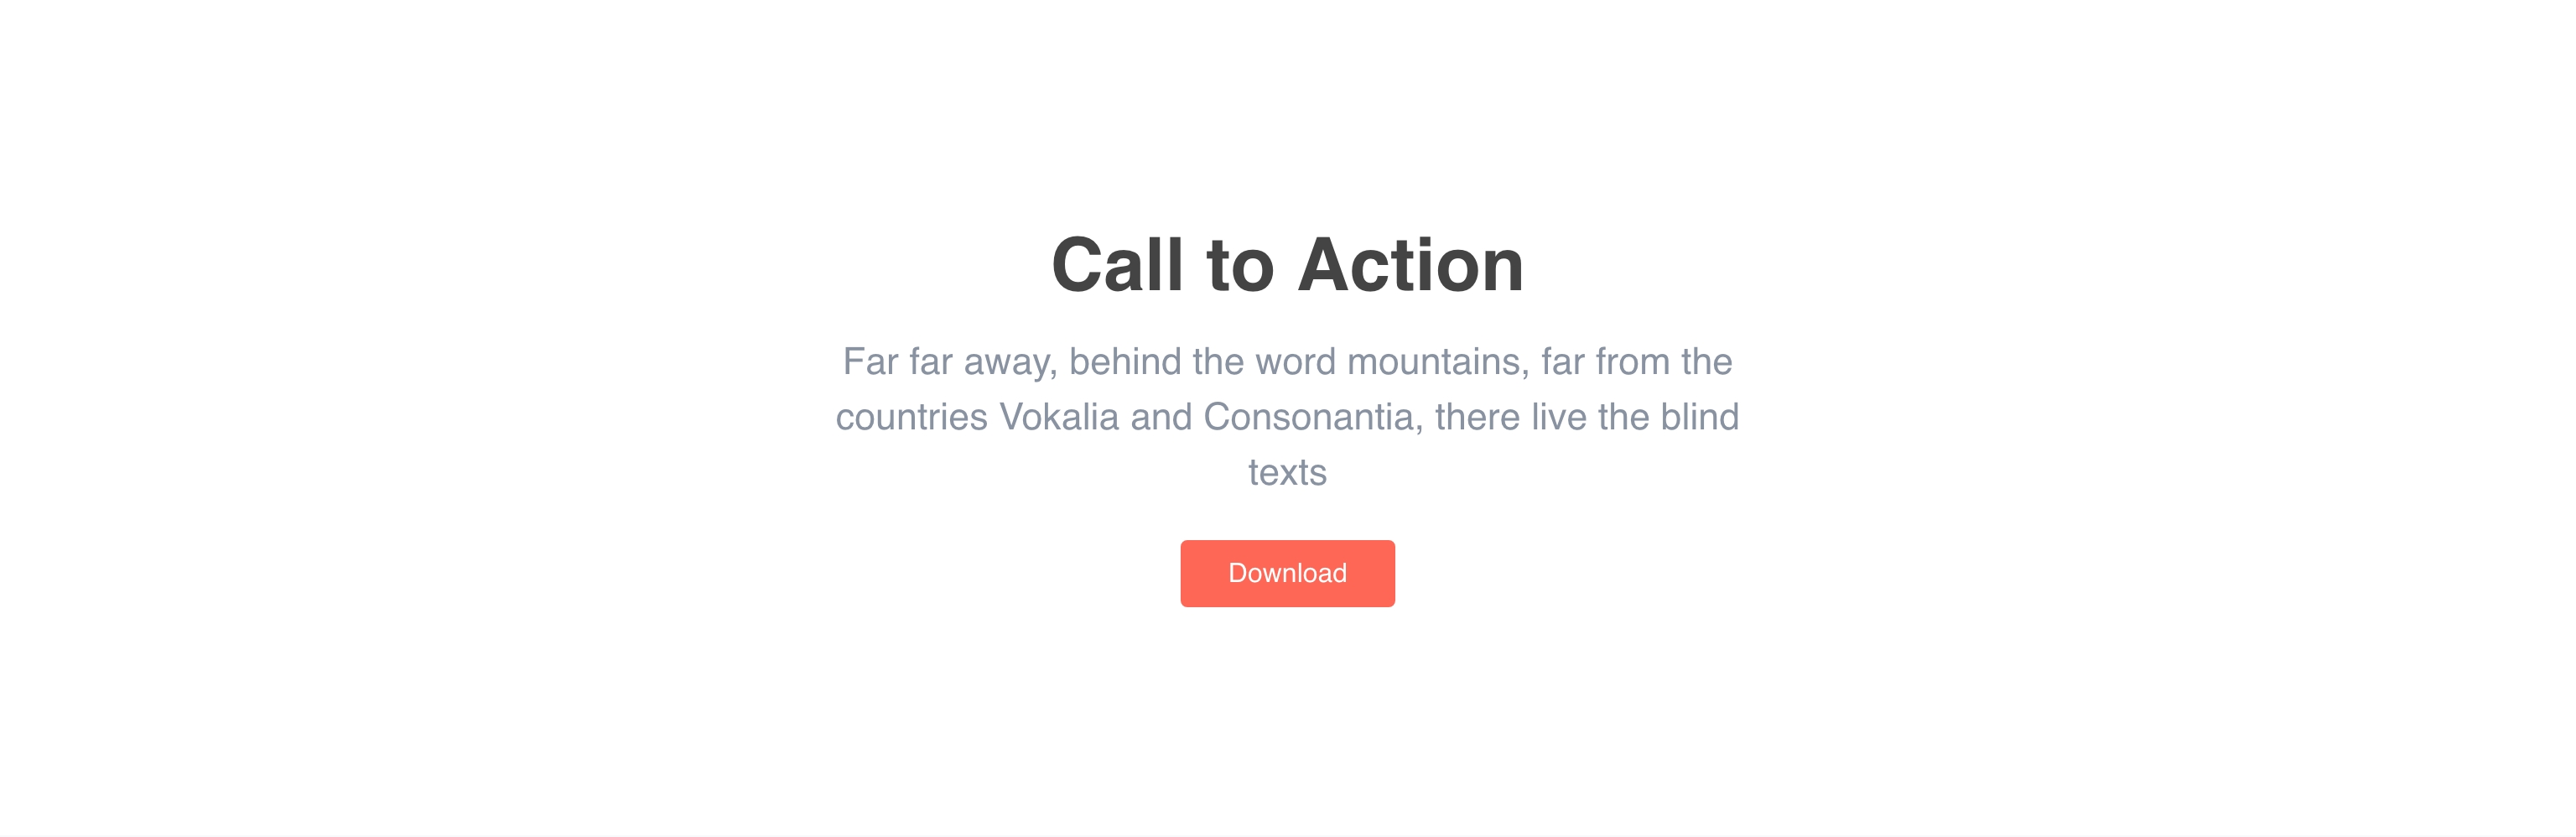 Call to Action
Far far away, behind the word mountains, far from the
countries Vokalia and Consonantia, there live the blind
texts
Download